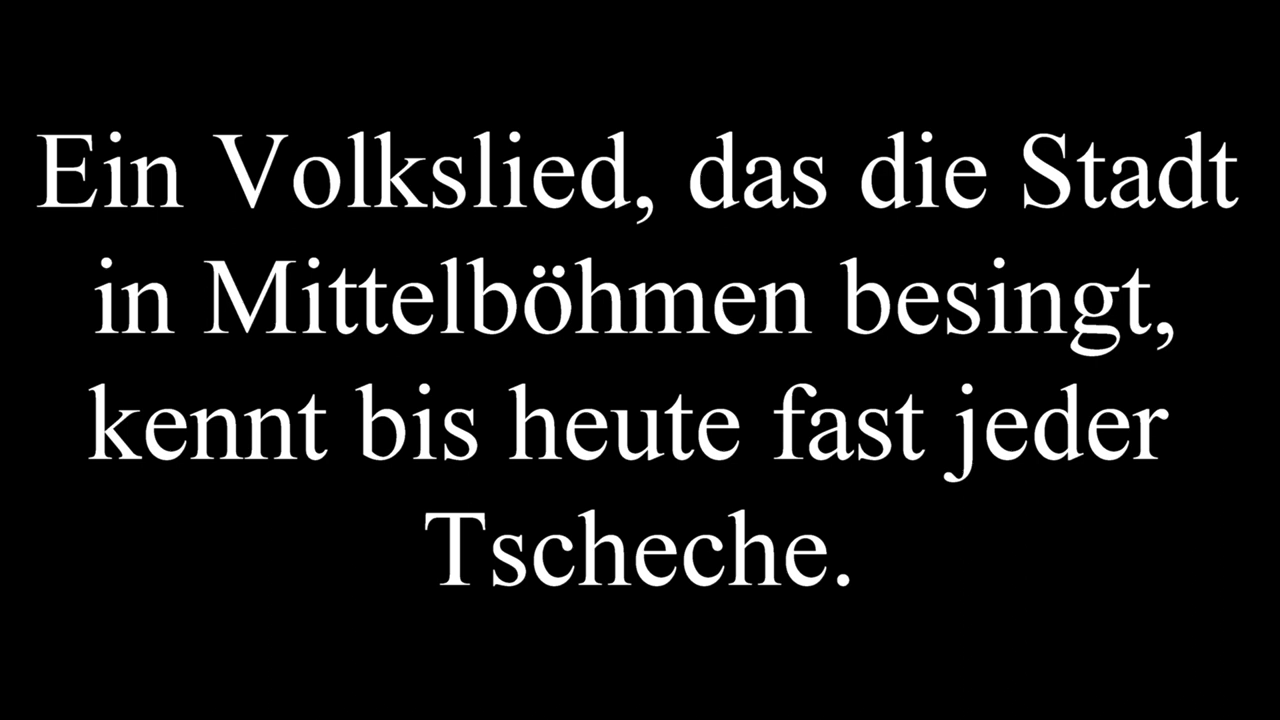 Ein Volkslied, das die Stadt
in Mittelböhmen besingt,
kennt bis heute fast jeder
Tscheche.